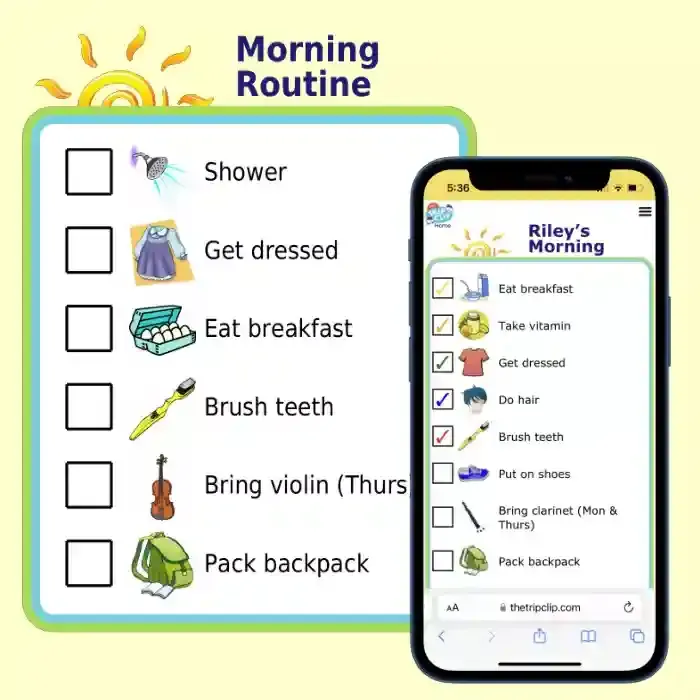 Morning
Routine
Shower
Get dressed
Eat breakfast
Brush teeth
Bring violin (Thurs)
Pack backpack
5:36
Home
Riley's
Morning
Eat breakfast
Take vitamin
Get dressed
Do hair
Brush teeth
Put on shoes
Bring clarinet (Mon &
Thurs)
Pack backpack
AA
thetripclip.com